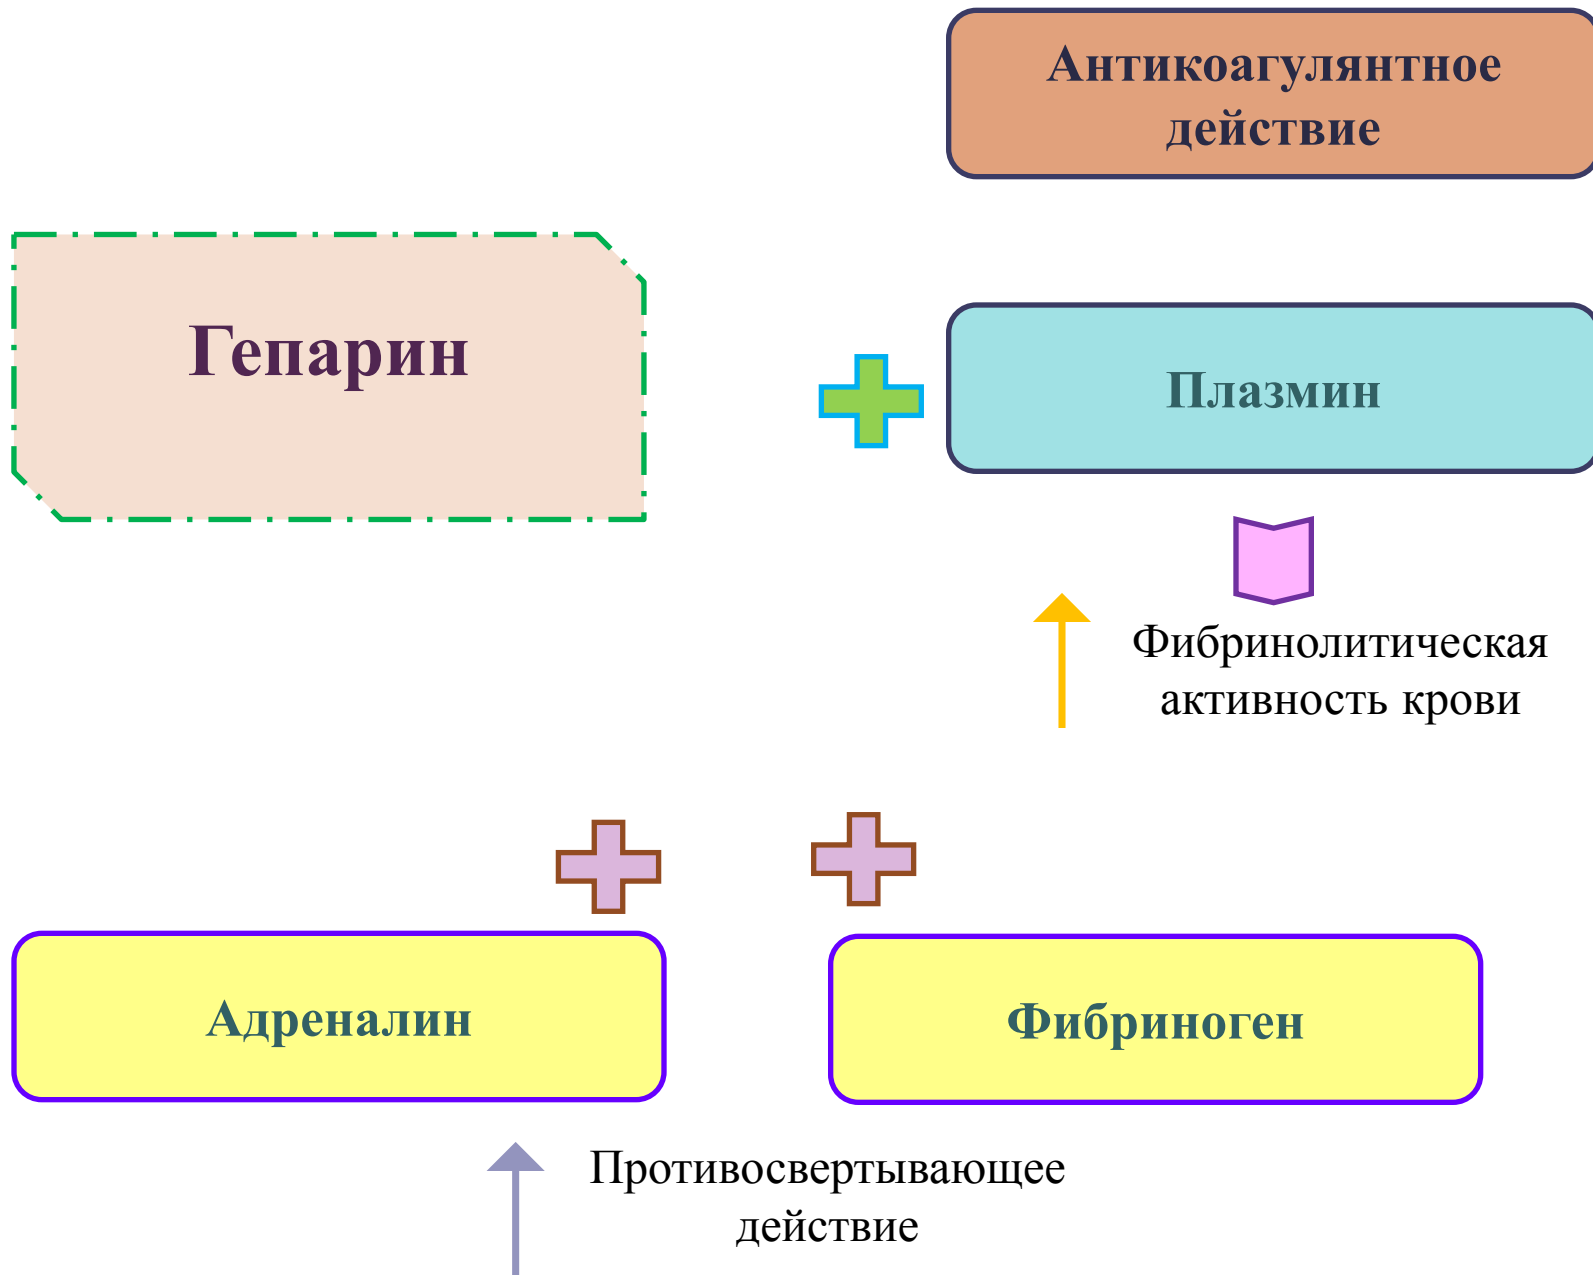 Антикоагулянтное
действие
Гепарин
Плазмин
Фибринолитическая
активность крови
Адреналин
Фибриноген
Противосвертывающее
действие